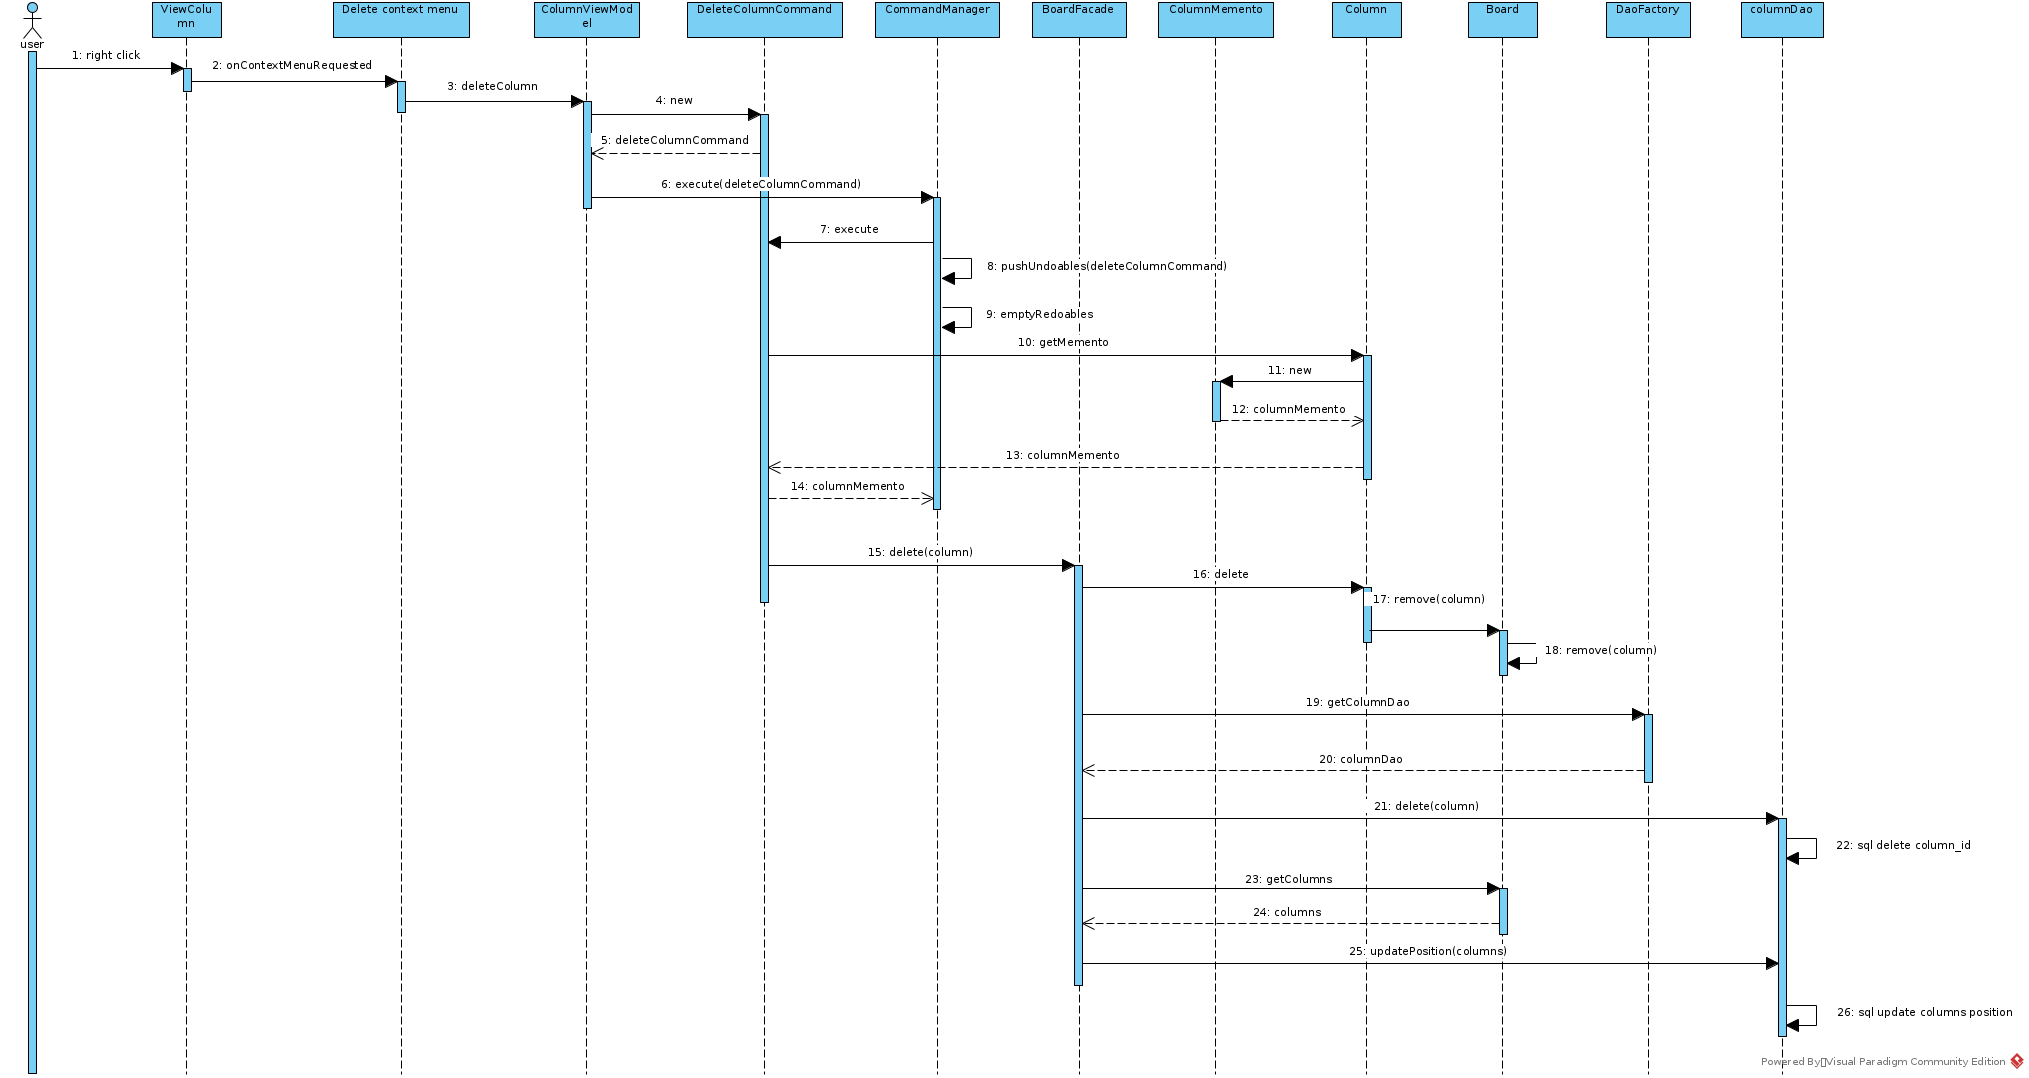 ViewColu
mn
Delete context menu
ColumnViewMod
el
DeleteColumnCommand
CommandManager
BoardFacade
ColumnMemento
Column
Board
DaoFactory
columnDao
user
1: right click
2: onContextMenuRequested
3: deleteColumn
4: new
5: deleteColumnCommand
6: execute(deleteColumnCommand)
7: execute
8: pushUndoables(deleteColumnCommand)
9: emptyRedoables
10: getMemento
11: new
12: columnMemento
13: columnMemento
14: columnMemento
15: delete(column)
16: delete
17: remove(column)
18: remove(column)
19: getColumnDao
20: columnDao
21: delete(column)
22: sql delete column_id
23: getColumns
24: columns
25: updatePosition(columns)
26: sql update columns position
Powered By▯Visual Paradigm Community Edition